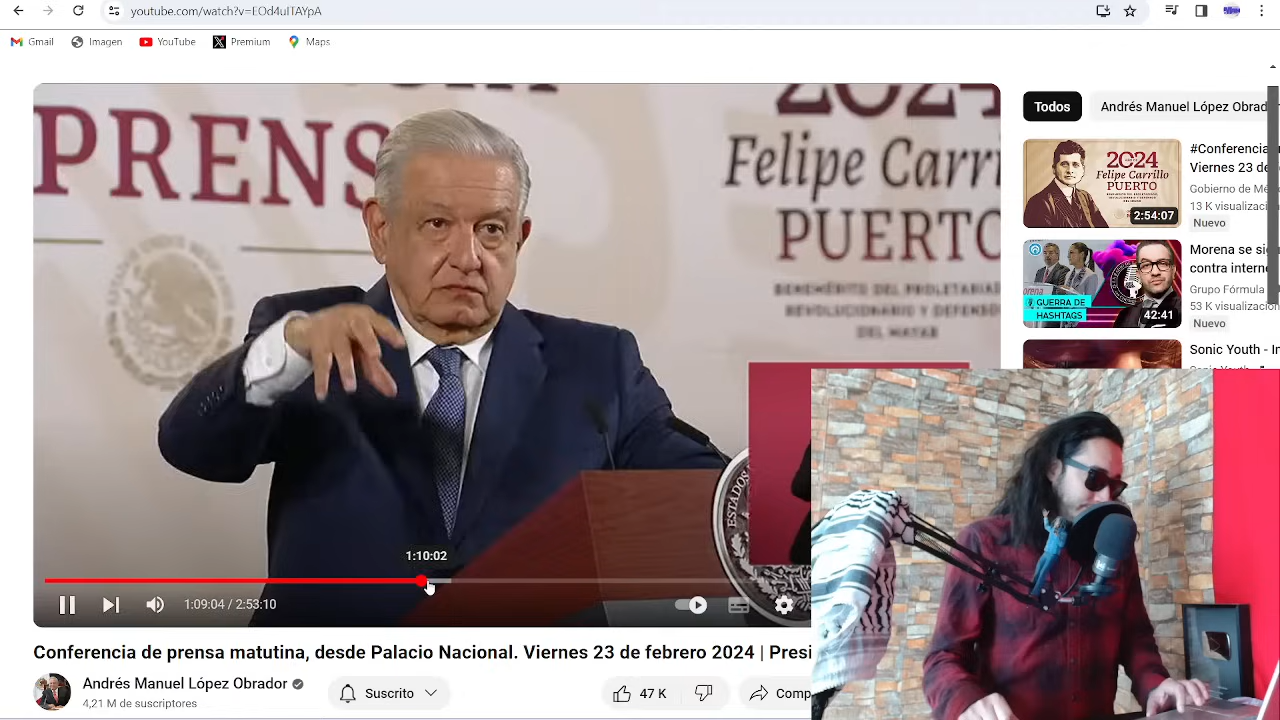 youtube.com/watch?v=EOd4uITAYpA
Gmail
Imagen
YouTube
Premium
Maps
PRENS
2024
Felipe Carri
PUERTO
BENEMÉRITO DEL PROLETARIA
REVOLUCIONARIO Y DEFENSO
DEL MAYAB
ESTADOS
1:10:02
1:09:04 / 2:53:10
Conferencia de prensa matutina, desde Palacio Nacional. Viernes 23 de febrero 2024 | Presi
Andrés Manuel López Obrador
4,21 M de suscriptores
Suscrito
47 K
Comp
Todos
Andrés Manuel López Obrad
2024
Felipe Carrillo
PUERTO
2:54:07
#Conferencia
Viernes 23 de
Gobierno de Mé
13 K visualizaci
Nuevo
GUERRA DE
HASHTAGS
42:41
Morena se si
contra intern
Grupo Fórmula
53 K visualizacio
Nuevo
Sonic Youth - I